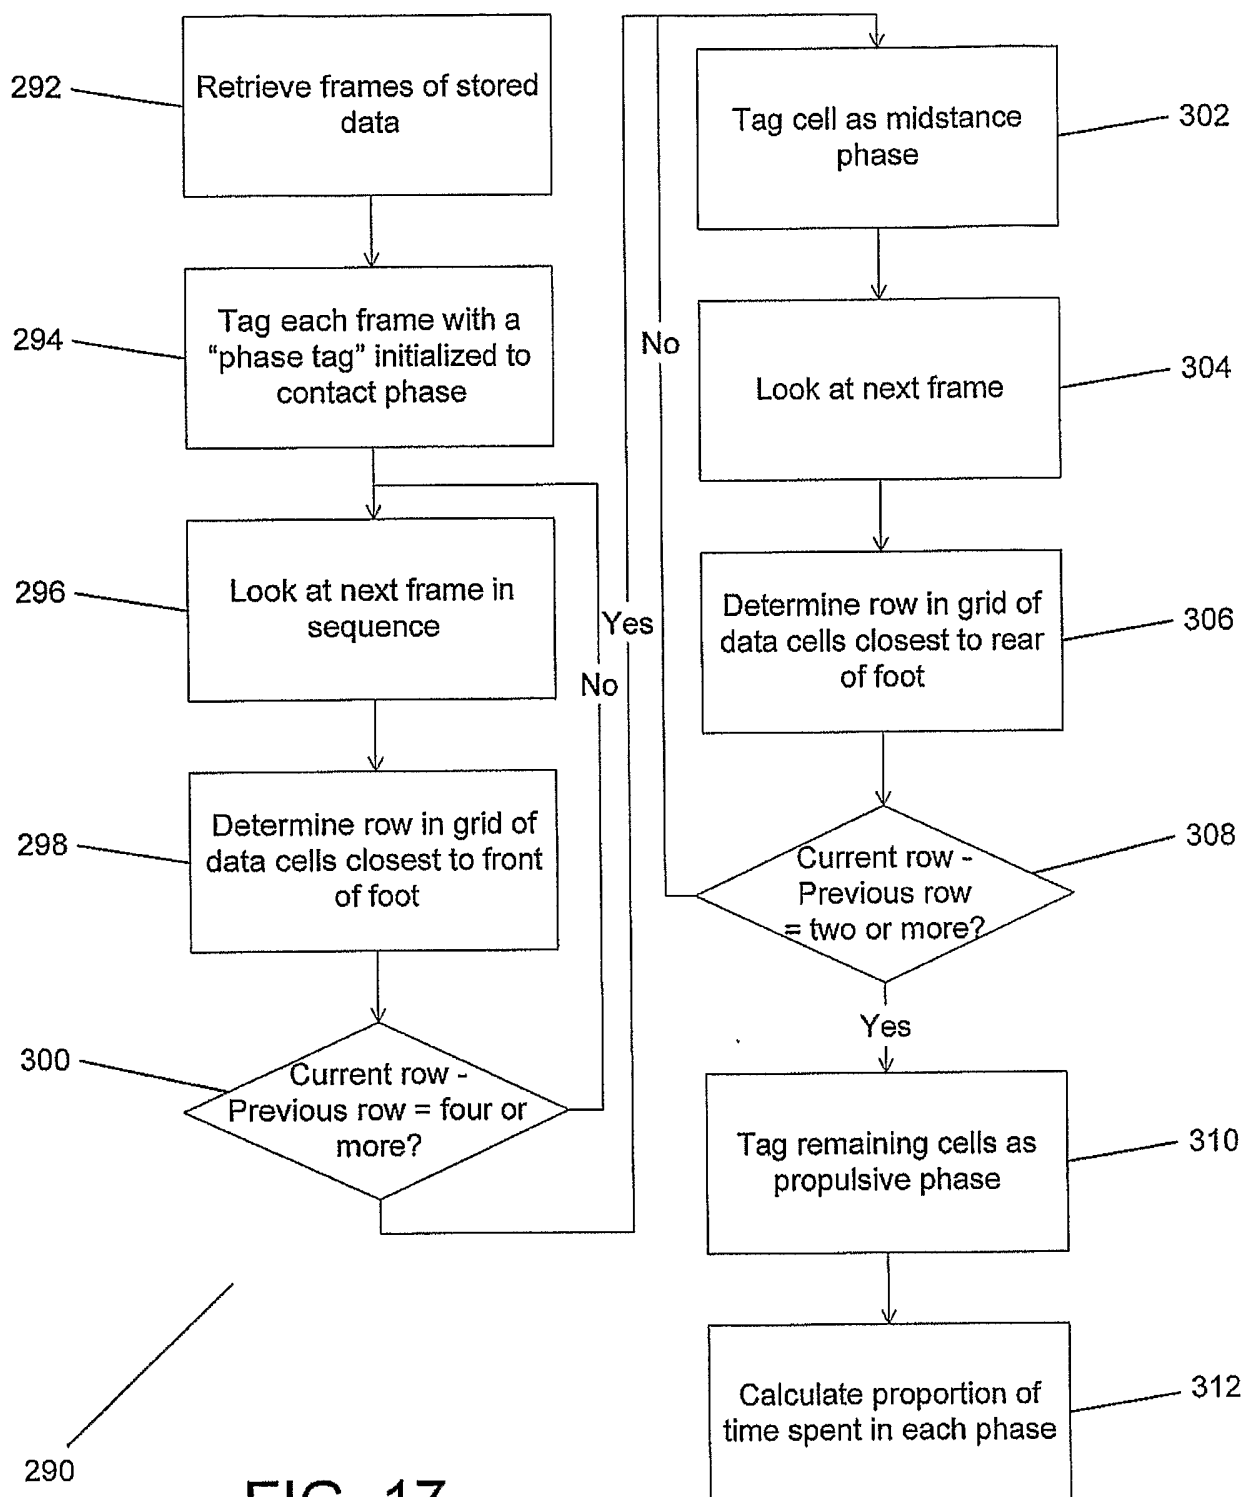 292
Retrieve frames of stored
data
294
Tag each frame with a
“phase tag” initialized to
contact phase
296
Look at next frame in
sequence
No
Yes
298
Determine row in grid of
data cells closest to front
of foot
300
Current row -
Previous row = four or
more?
290
302
Tag cell as midstance
phase
No
304
Look at next frame
306
Determine row in grid of
data cells closest to rear
of foot
308
Current row -
Previous row
= two or more?
Yes
310
Tag remaining cells as
propulsive phase
312
Calculate proportion of
time spent in each phase
FIG. 17